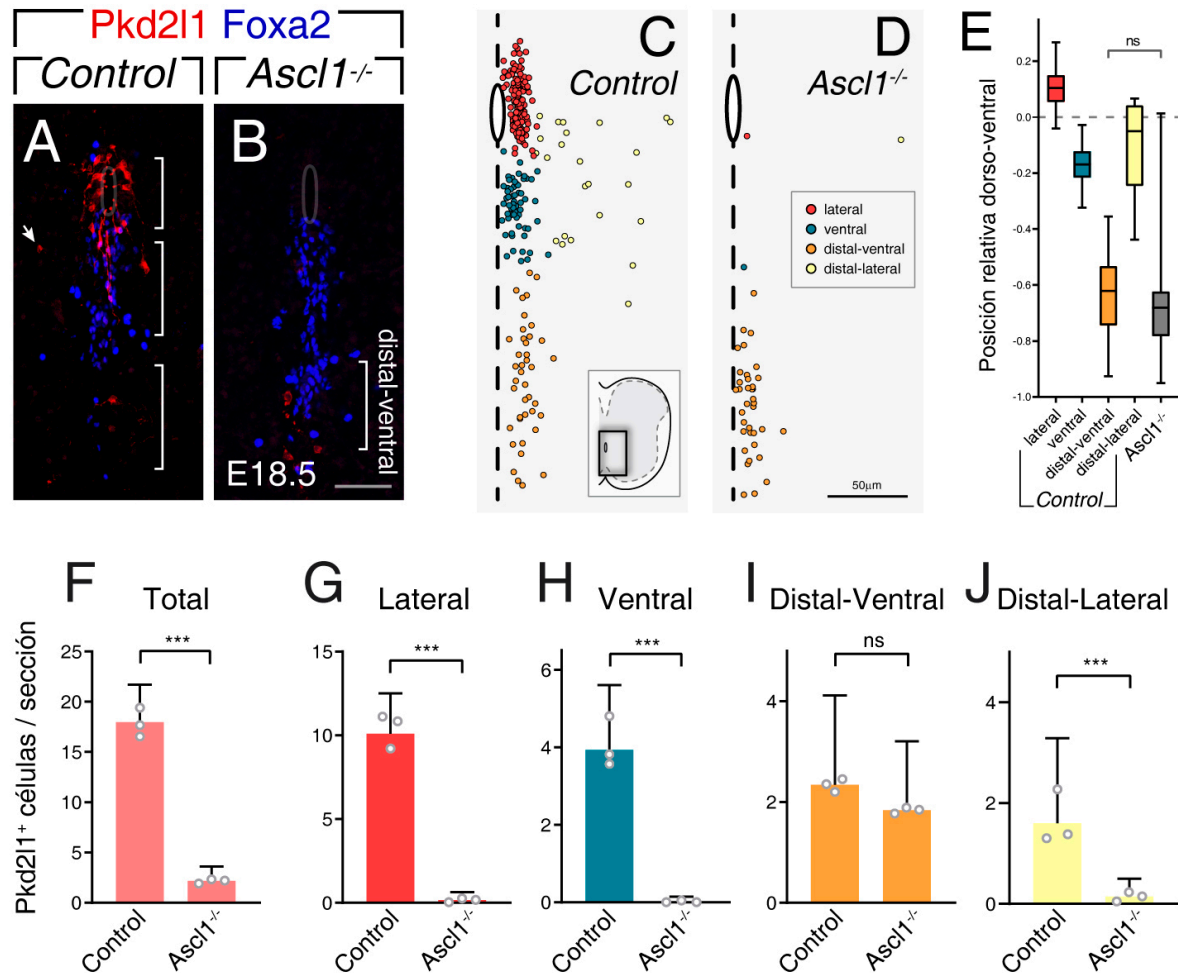 Pkd2l1 Foxa2
Control Ascl1-/-
A B
distal-ventral
E18.5
C D
Control Ascl1-/-
lateral
ventral
distal-ventral
distal-lateral
50µm
E
ns
0.2
0.0
-0.2
-0.4
-0.6
-0.8
-1.0
Posición relativa dorso-ventral
lateral ventral distal-ventral distal-lateral Ascl1-/-
Control
F Total
***
25
20
15
10
5
0
Pkd2l1+ células / sección
Control Ascl1-/-
G Lateral
***
15
10
5
0
Control Ascl1-/-
H Ventral
***
6
4
2
0
Control Ascl1-/-
I Distal-Ventral
ns
4
2
0
Control Ascl1-/-
J Distal-Lateral
***
4
2
0
Control Ascl1-/-